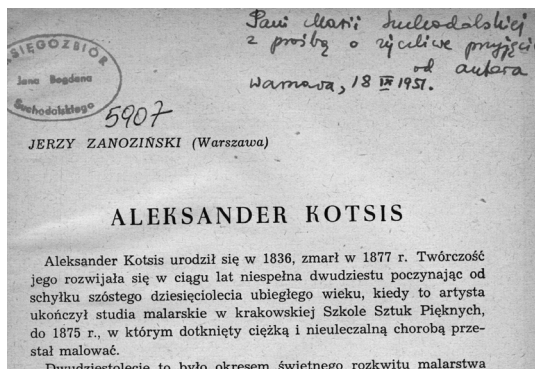 Pani Marii Suchodolskiej
z prośbą o życzliwe przyjęcie
od autora
Warszawa, 18 IX 1951.
KSIĘGOZBIÓR
Jana Bogdana
Suchodolskiego
5907
JERZY ZANOZIŃSKI (Warszawa)
ALEKSANDER KOTSIS
Aleksander Kotsis urodził się w 1836, zmarł w 1877 r. Twórczość
jego rozwijała się w ciągu lat niespełna dwudziestu poczynając od
schyłku szóstego dziesięciolecia ubiegłego wieku, kiedy to artysta
ukończył studia malarskie w krakowskiej Szkole Sztuk Pięknych,
do 1875 r., w którym dotknięty ciężką i nieuleczalną chorobą prze-
stał malować.
Dwudziestolecie to było okresem świetnego rozkwitu malarstwa